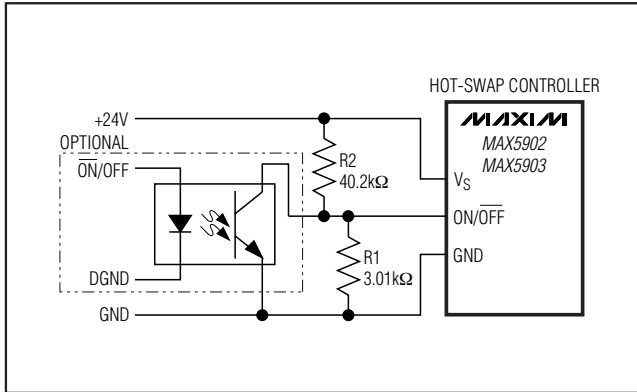 HOT-SWAP CONTROLLER
+24V
MAXIM
OPTIONAL
MAX5902
MAX5903
ON/OFF
R2
40.2kΩ
VS
ON/OFF
GND
R1
3.01kΩ
DGND
GND